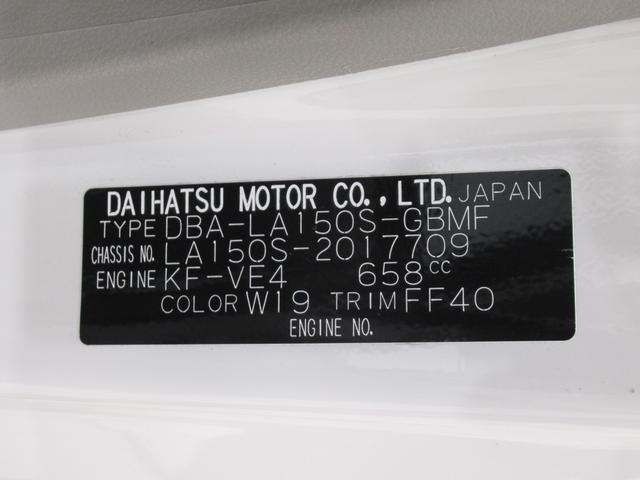 DAIHATSU MOTOR CO., LTD. JAPAN
TYPE DBA-LA150S-GBMF
CHASSIS NO. LA150S-2017709
ENGINE KF-VE4 658CC
COLOR W19 TRIM FF40
ENGINE NO.